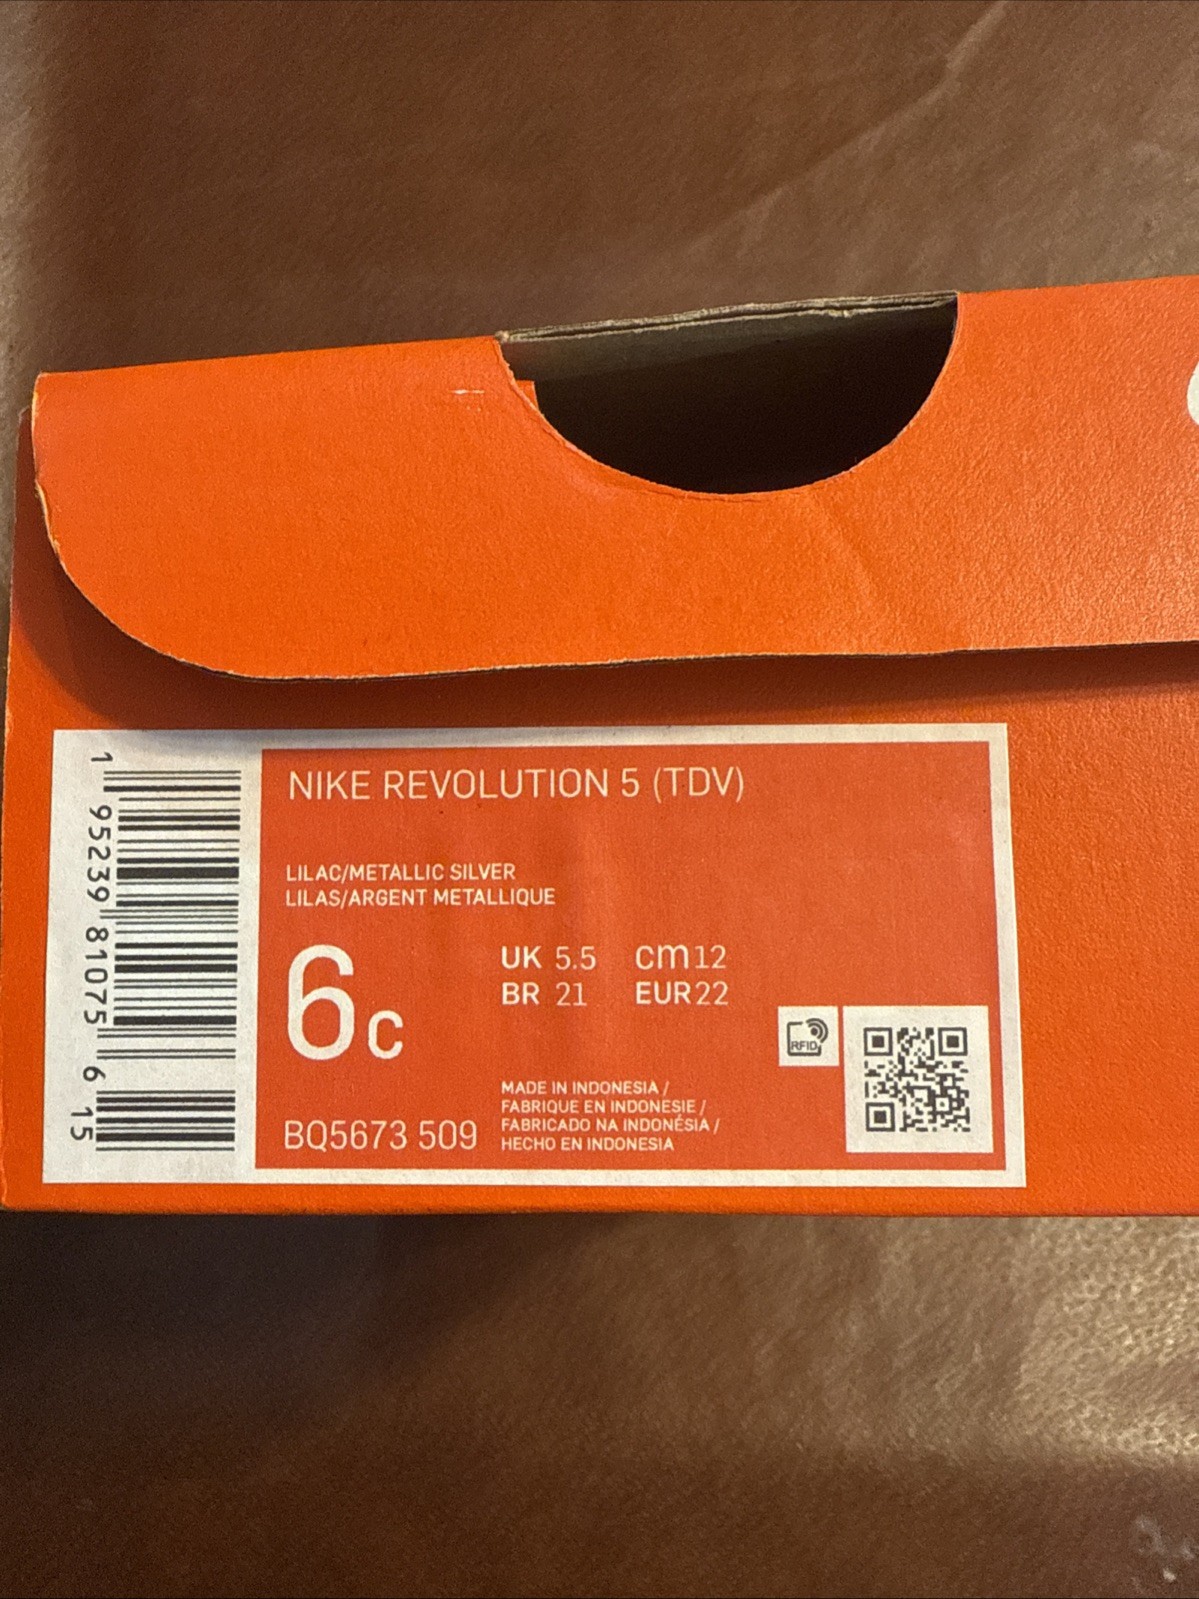 NIKE REVOLUTION 5 (TDV)
LILAC/METALLIC SILVER
LILAS/ARGENT METALLIQUE
6C
UK 5.5 cm 12
BR 21 EUR 22
RFID
BQ5673 509
MADE IN INDONESIA /
FABRIQUE EN INDONESIE /
FABRICADO NA INDONÉSIA /
HECHO EN INDONESIA
1 95239 81075 6 15